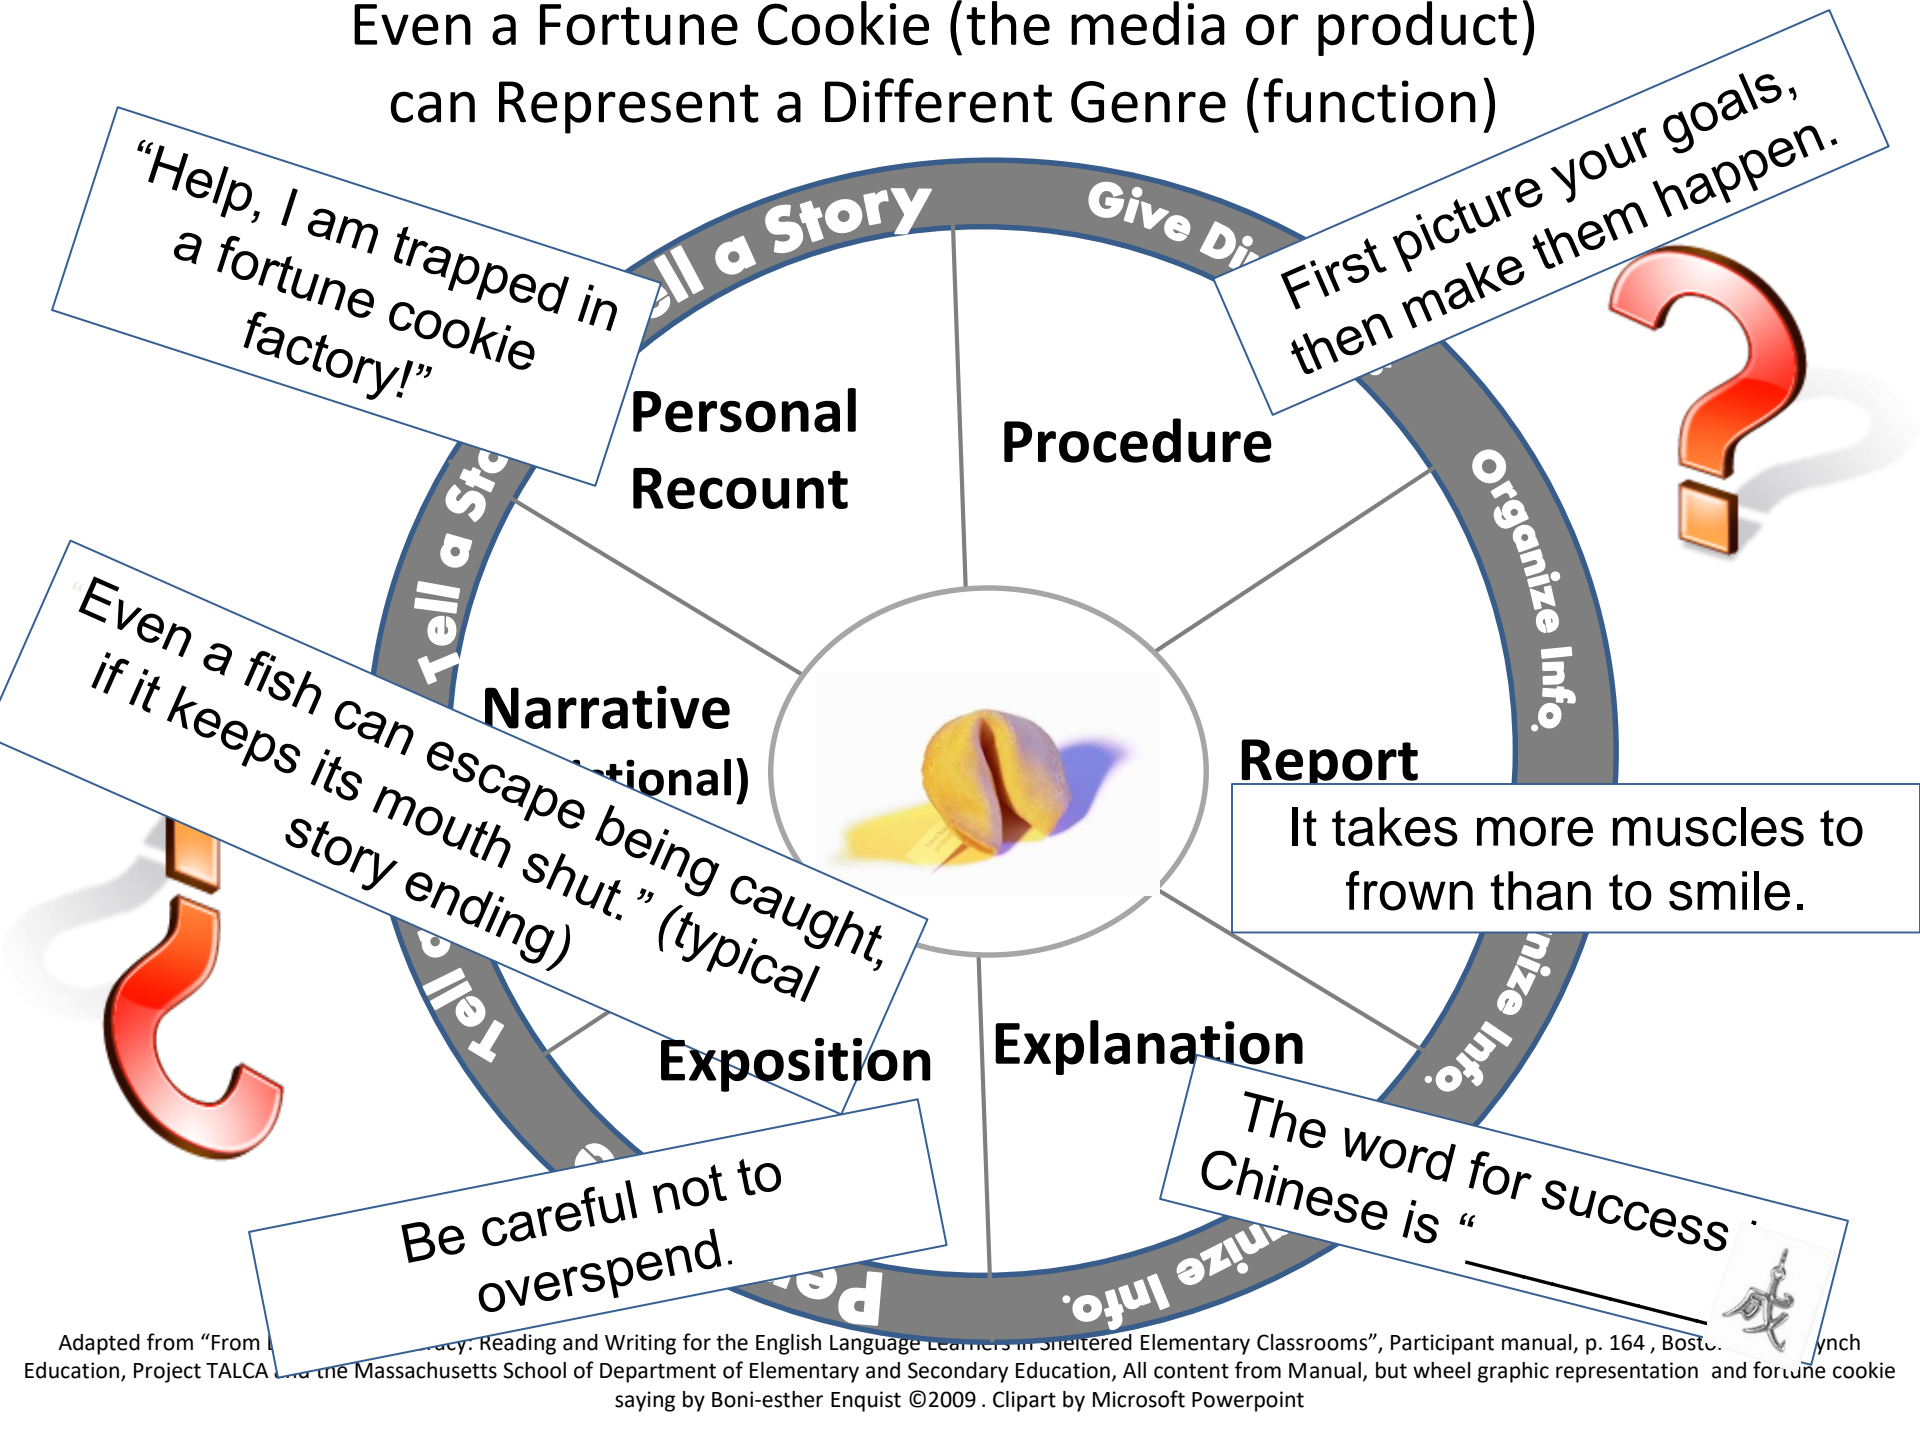 Even a Fortune Cookie (the media or product)
can Represent a Different Genre (function)
“Help, I am trapped in
a fortune cookie
factory!”
First picture your goals,
then make them happen.
a Story
Give
Tell a
Organize Info.
Personal
Recount
Procedure
“Even a fish can escape being caught,
if it keeps its mouth shut.” (typical
story ending)
Narrative
Report
It takes more muscles to
frown than to smile.
Tell
Info.
Exposition
Explanation
Be careful not to
overspend.
The word for success
Chinese is “
Info.
Adapted from “From Reading and Writing for the English Language Learners in Sheltered Elementary Classrooms”, Participant manual, p. 164 ,
Education, Project TALCA and the Massachusetts School of Department of Elementary and Secondary Education, All content from Manual, but wheel graphic representation and fortune cookie
saying by Boni-esther Enquist ©2009 . Clipart by Microsoft Powerpoint